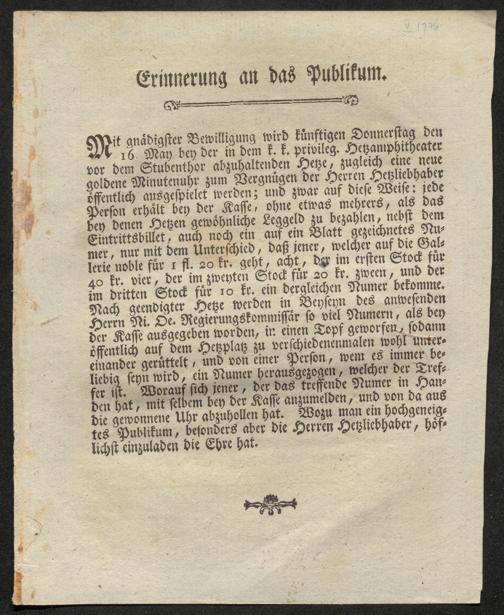 V 1776
Erinnerung an das Publikum.
Mit gnädigster Bewilligung wird künftigen Donnerstag den
16 May bey der in dem k. k. privileg. Hetzamphitheater
vor dem Stubenthor abzuhaltenden Hetze, zugleich eine neue
goldene Minutenuhr zum Vergnügen der Herren Hetzliebhaber
öffentlich ausgespielet werden; und zwar auf diese Weise: jede
Person erhält bey der Kasse, ohne etwas mehrers, als das
bey denen Hetzen gewöhnliche Leggeld zu bezahlen, nebst dem
Eintrittsbillet, auch noch ein auf ein Blatt gezeichnetes Nu-
mer, nur mit dem Unterschied, daß jener, welcher auf die Gal-
lerie noble für 1 fl. 20 kr. geht, acht, der im ersten Stock für
40 kr. vier, der im zweyten Stock für 20 kr. zween, und der
im dritten Stock für 10 kr. ein dergleichen Numer bekomme.
Nach geendigter Hetze werden in Beyseyn des anwesenden
Herrn Ni. Oe. Regierungskommissär so viel Numern, als bey
der Kasse ausgegeben worden, in einen Topf geworfen, sodann
öffentlich auf dem Hetzplatz zu verschiedenenmalen wohl unter-
einander gerüttelt, und von einer Person, wem es immer be-
liebig seyn wird, ein Numer herausgezogen, welcher der Tref-
fer ist. Worauf sich jener, der das treffende Numer in Han-
den hat, mit selbem bey der Kasse anzumelden, und von da aus
die gewonnene Uhr abzuhollen hat. Wozu man ein hochgeneig-
tes Publikum, besonders aber die Herren Hetzliebhaber, höf-
lichst einzuladen die Ehre hat.